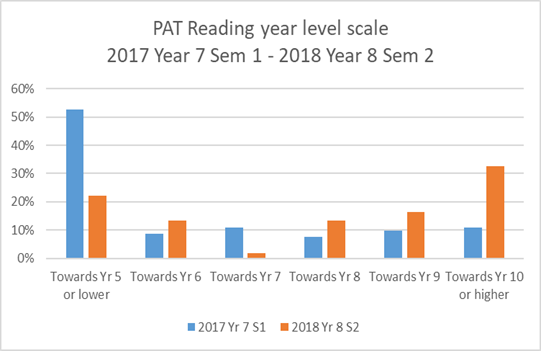 PAT Reading year level scale
2017 Year 7 Sem 1 - 2018 Year 8 Sem 2
60%
50%
40%
30%
20%
10%
0%
Towards Yr 5 Towards Yr 6 Towards Yr 7 Towards Yr 8 Towards Yr 9 Towards Yr 10
or lower or higher
2017 Yr 7 S1 2018 Yr 8 S2